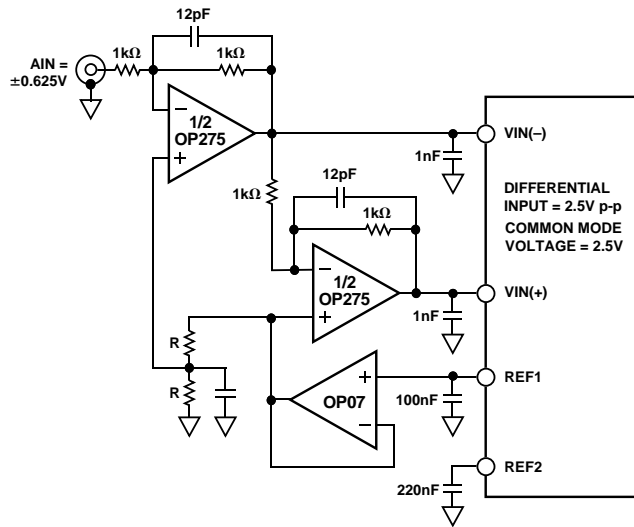 12pF
AIN =
±0.625V
1kΩ
1kΩ
1/2
OP275
−
+
VIN(–)
1nF
1kΩ
12pF
1kΩ
DIFFERENTIAL
INPUT = 2.5V p-p
COMMON MODE
VOLTAGE = 2.5V
1/2
OP275
−
+
VIN(+)
1nF
R
R
OP07
+
−
REF1
100nF
REF2
220nF